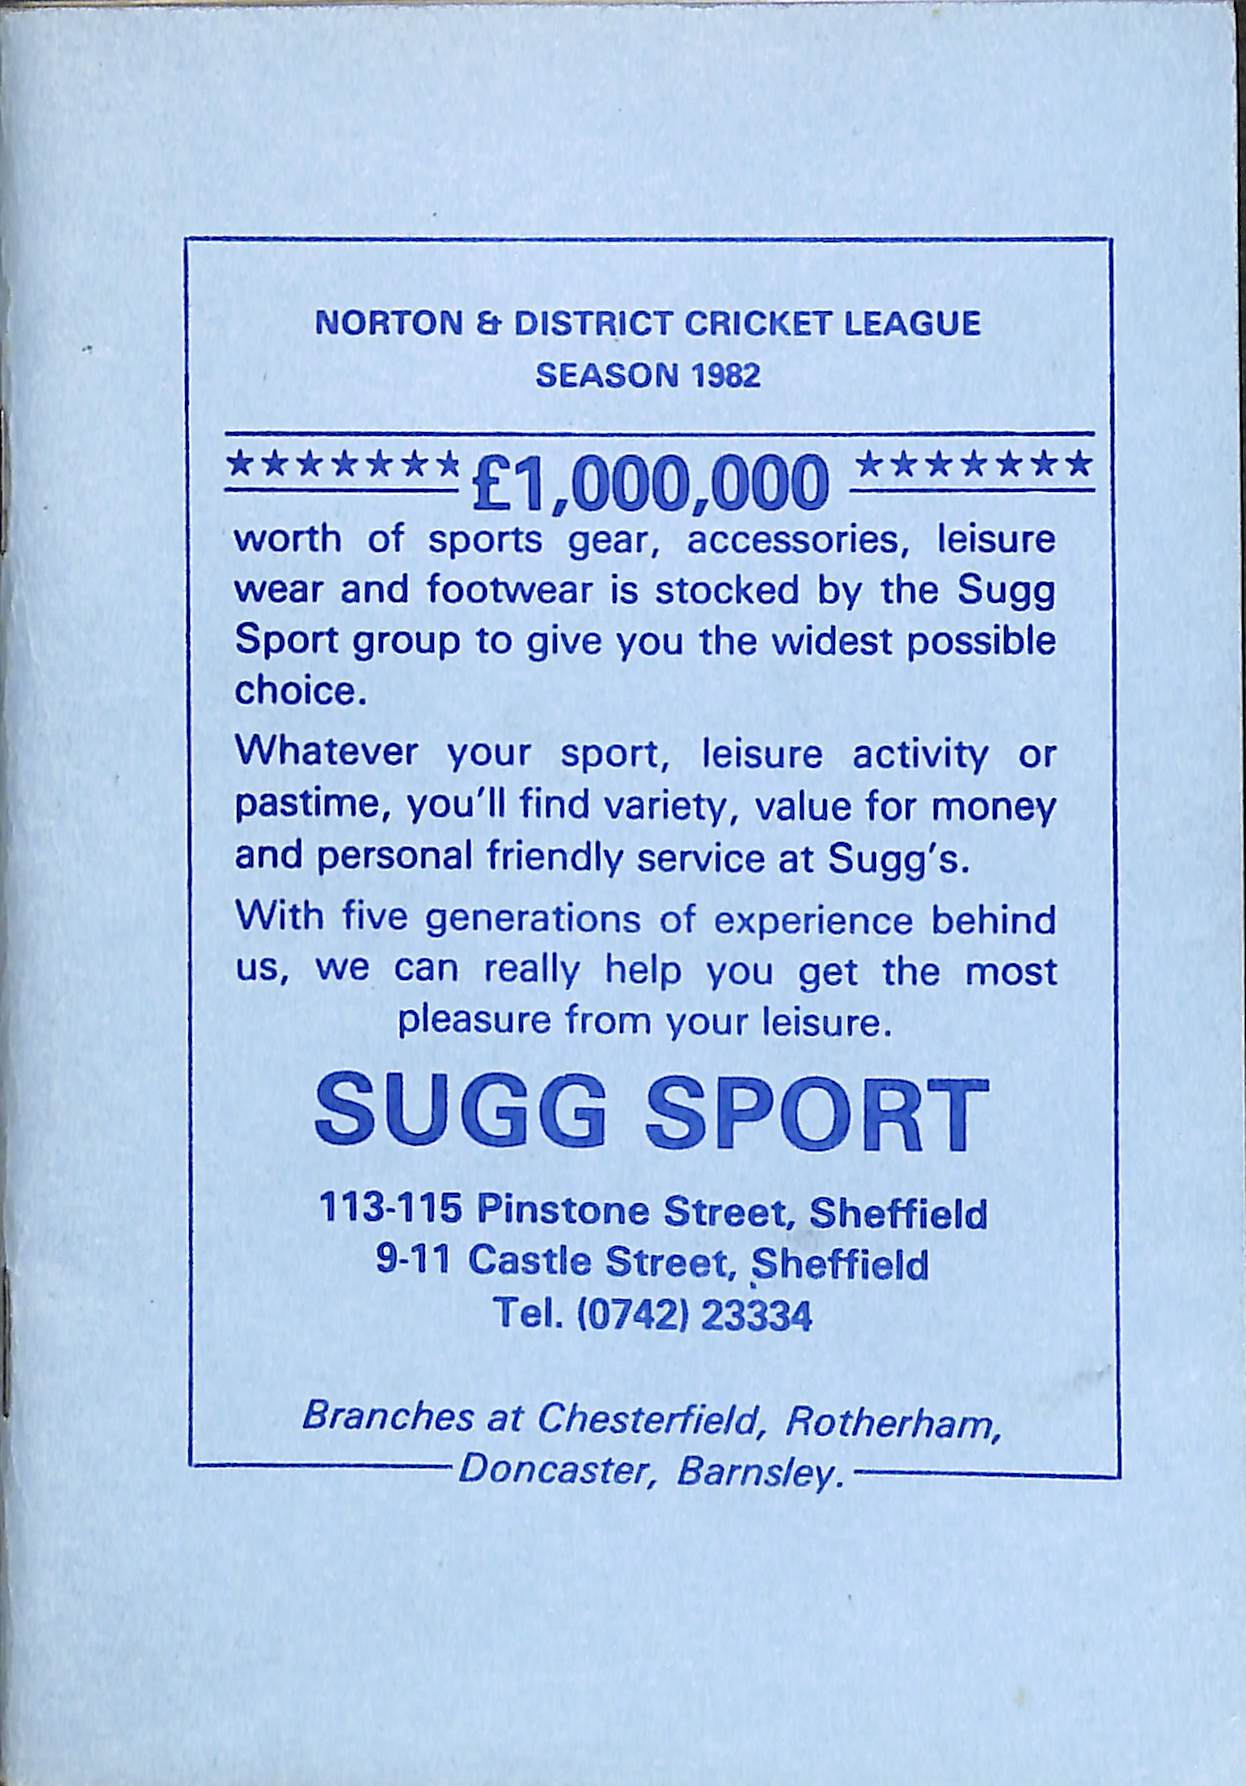 NORTON & DISTRICT CRICKET LEAGUE
SEASON 1982
★★★★★★★ £1,000,000 ★★★★★★★
worth of sports gear, accessories, leisure
wear and footwear is stocked by the Sugg
Sport group to give you the widest possible
choice.
Whatever your sport, leisure activity or
pastime, you'll find variety, value for money
and personal friendly service at Sugg's.
With five generations of experience behind
us, we can really help you get the most
pleasure from your leisure.
SUGG SPORT
113-115 Pinstone Street, Sheffield
9-11 Castle Street, Sheffield
Tel. (0742) 23334
Branches at Chesterfield, Rotherham,
Doncaster, Barnsley.